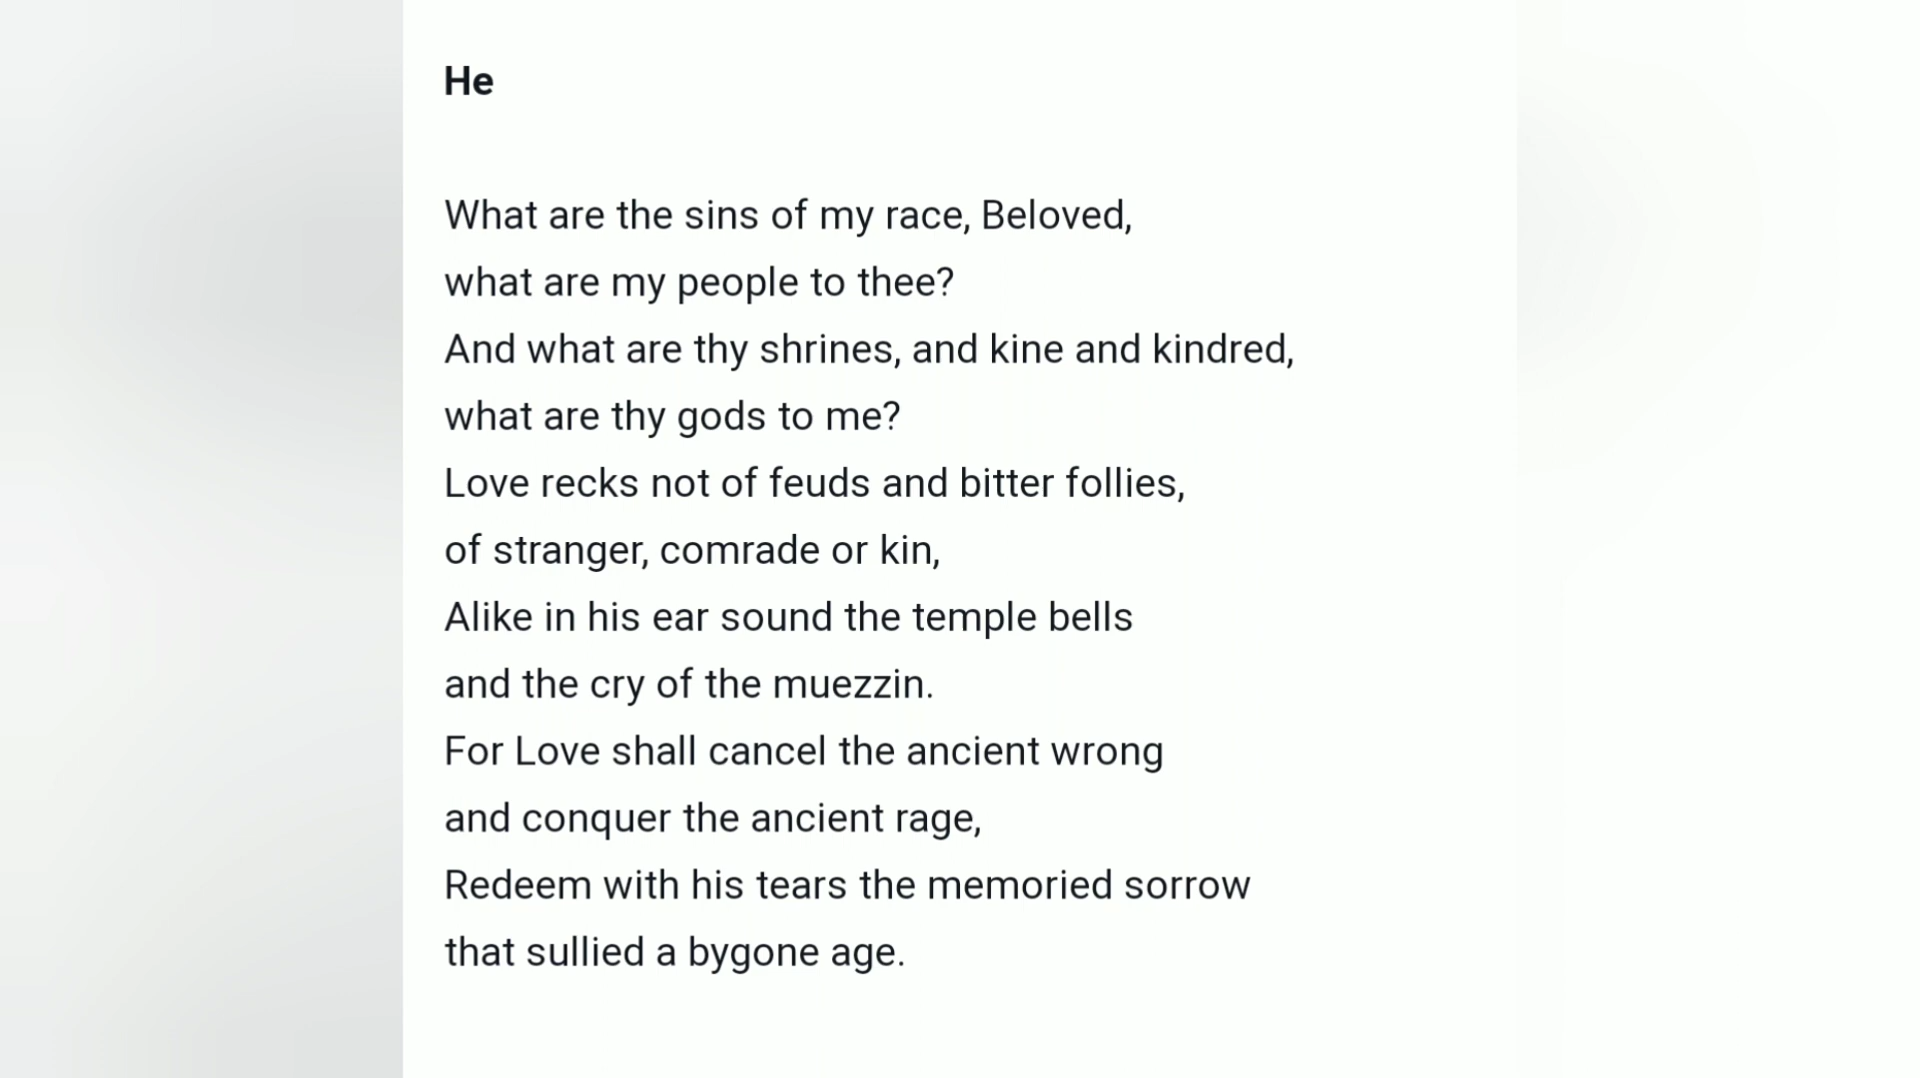 He
What are the sins of my race, Beloved,
what are my people to thee?
And what are thy shrines, and kine and kindred,
what are thy gods to me?
Love recks not of feuds and bitter follies,
of stranger, comrade or kin,
Alike in his ear sound the temple bells
and the cry of the muezzin.
For Love shall cancel the ancient wrong
and conquer the ancient rage,
Redeem with his tears the memoried sorrow
that sullied a bygone age.